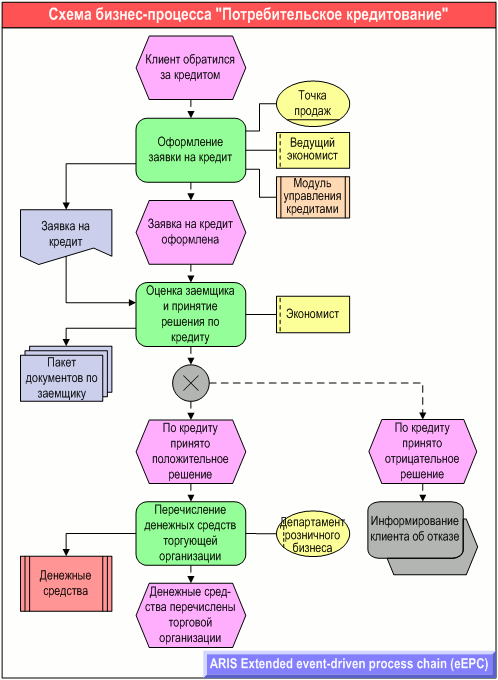 Схема бизнес-процесса "Потребительское кредитование"
Клиент обратился
за кредитом
Точка
продаж
Оформление
заявки на кредит
Ведущий
экономист
Модуль
управления
кредитами
Заявка на
кредит
Заявка на кредит
оформлена
Оценка заемщика
и принятие
решения по
кредиту
Экономист
Пакет
документов по
заемщику
По кредиту
принято
положительное
решение
По кредиту
принято
отрицательное
решение
Перечисление
денежных средств
торгующей
организации
Департамент
розничного
бизнеса
Информирование
клиента об отказе
Денежные
средства
Денежные сред-
ства перечислены
торговой
организации
ARIS Extended event-driven process chain (eEPC)